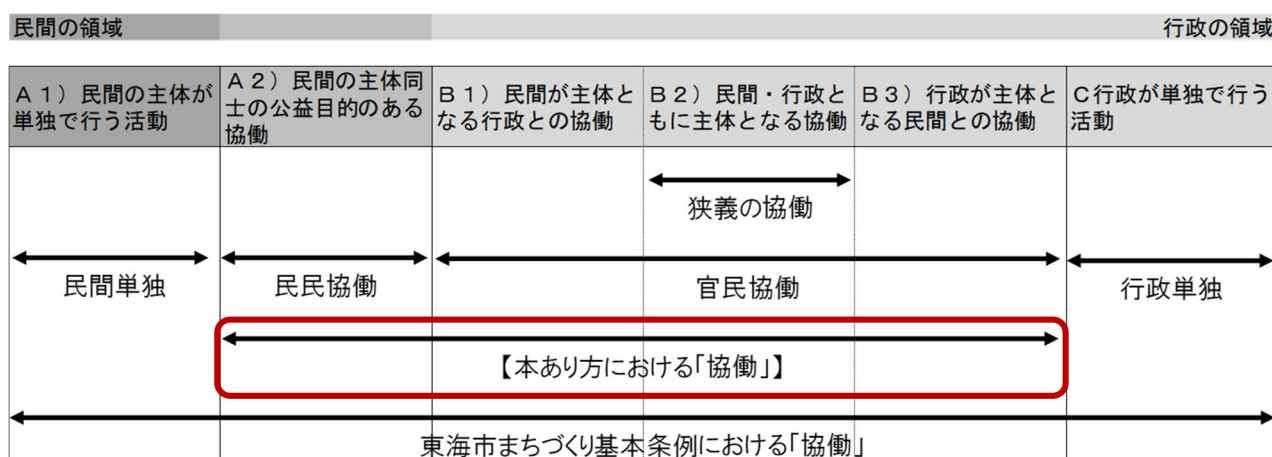 民間の領域
行政の領域
A1）民間の主体が
単独で行う活動
A2）民間の主体同
士の公益目的のある
協働
B1）民間が主体と
なる行政との協働
B2）民間・行政と
もに主体となる協働
B3）行政が主体と
なる民間との協働
C行政が単独で行う
活動
狭義の協働
民間単独
民民協働
官民協働
行政単独
【本あり方における「協働」】
東海市まちづくり基本条例における「協働」